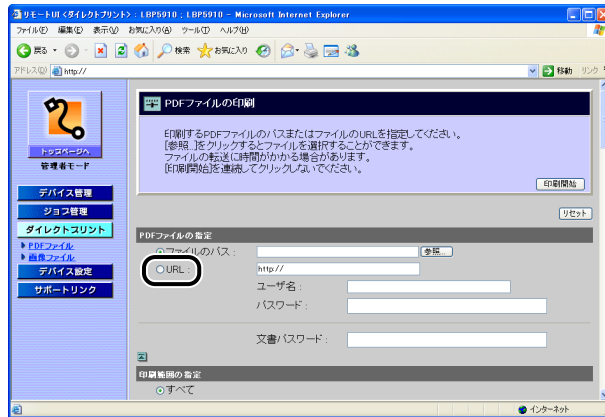 リモートUI <ダイレクトプリント> : LBP5910 ; LBP5910 - Microsoft Internet Explorer
ファイル(F) 編集(E) 表示(V) お気に入り(A) ツール(T) ヘルプ(H)
戻る 検索 お気に入り
アドレス(D) http:// 移動 リンク
PDFファイルの印刷
印刷するPDFファイルのパスまたはファイルのURLを指定してください。
[参照...]をクリックするとファイルを選択することができます。
ファイルの転送に時間がかかる場合があります。
[印刷開始]を連続してクリックしないでください。
印刷開始
トップページへ
管理者モード
デバイス管理
ジョブ管理
ダイレクトプリント
PDFファイル
画像ファイル
デバイス設定
サポートリンク
リセット
PDFファイルの指定
ファイルのパス : 参照...
URL : http://
ユーザ名 :
パスワード :
文書パスワード :
印刷範囲の指定
すべて
インターネット